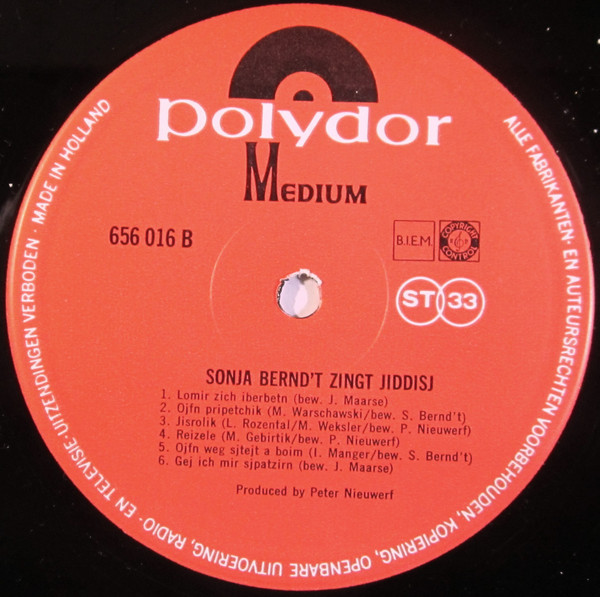 polydor
MEDIUM
656 016 B
B.I.E.M.
COPYRIGHT
CONTROL
ST 33
SONJA BERND'T ZINGT JIDDISJ
1. Lomir zich iberbetn (bew. J. Maarse)
2. Ojfn pripetchik (M. Warschawski/bew. S. Bernd't)
3. Jisrolik (L. Rozental/M. Weksler/bew. P. Nieuwerf)
4. Reizele (M. Gebirtik/bew. P. Nieuwerf)
5. Ojfn weg sjtejt a boim (I. Manger/bew. S. Bernd't)
6. Gej ich mir sjpatzirn (bew. J. Maarse)
Produced by Peter Nieuwerf
ALLE FABRIKANTEN- EN AUTEURSRECHTEN VOORBEHOUDEN, KOPIERING, OPENBARE UITVOERING, RADIO- EN TELEVISIE-UITZENDINGEN VERBODEN · MADE IN HOLLAND